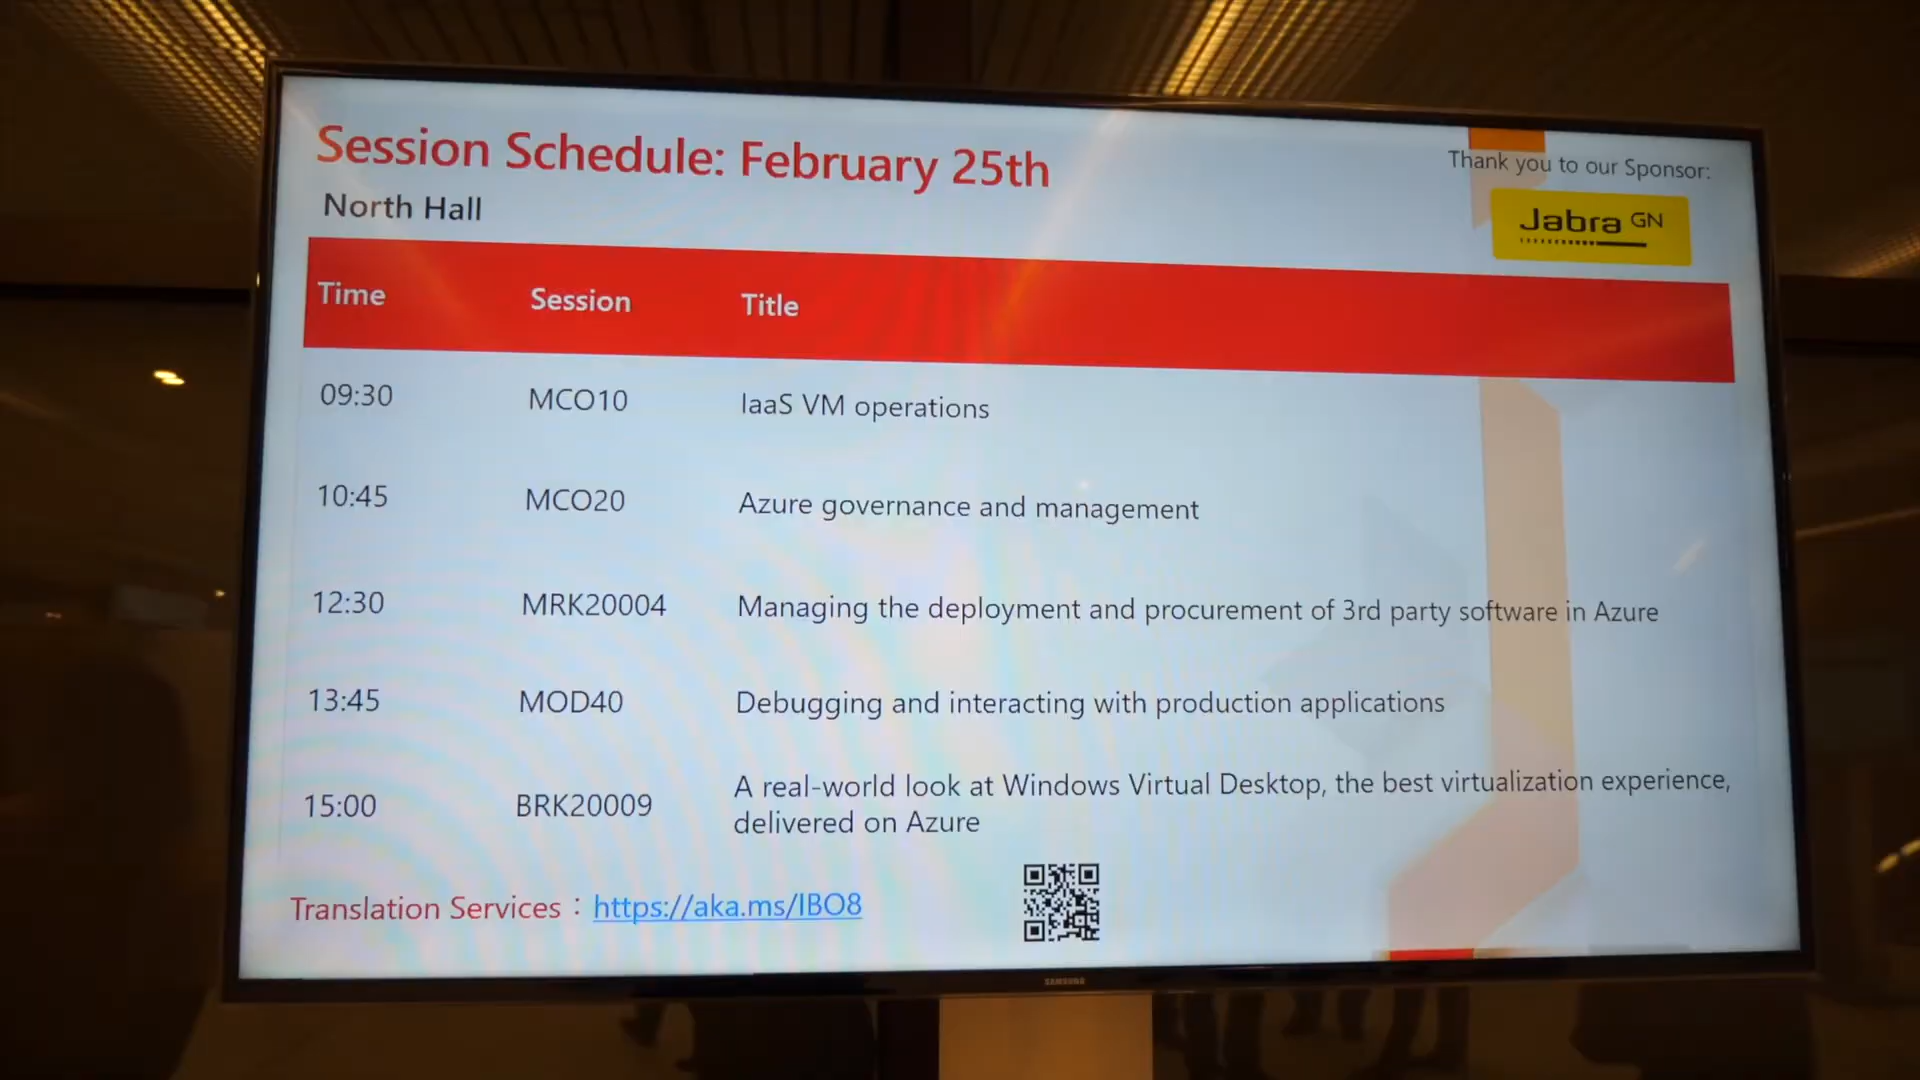 Session Schedule: February 25th
Thank you to our Sponsor:
North Hall
Jabra GN
Time Session Title
09:30 MCO10 IaaS VM operations
10:45 MCO20 Azure governance and management
12:30 MRK20004 Managing the deployment and procurement of 3rd party software in Azure
13:45 MOD40 Debugging and interacting with production applications
15:00 BRK20009 A real-world look at Windows Virtual Desktop, the best virtualization experience,
delivered on Azure
Translation Services : https://aka.ms/IBO8
SAMSUNG